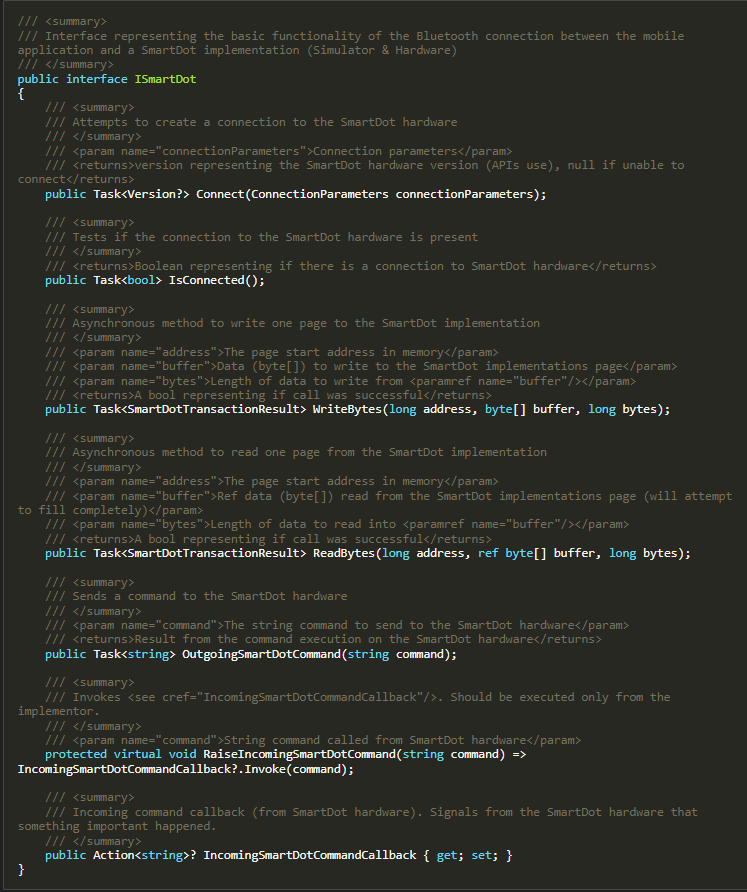 /// <summary>
/// Interface representing the basic functionality of the Bluetooth connection between the mobile
application and a SmartDot implementation (Simulator & Hardware)
/// </summary>
public interface ISmartDot
{
    /// <summary>
    /// Attempts to create a connection to the SmartDot hardware
    /// </summary>
    /// <param name="connectionParameters">Connection parameters</param>
    /// <returns>version representing the SmartDot hardware version (APIs use), null if unable to
connect</returns>
    public Task<Version?> Connect(ConnectionParameters connectionParameters);

    /// <summary>
    /// Tests if the connection to the SmartDot hardware is present
    /// </summary>
    /// <returns>Boolean representing if there is a connection to SmartDot hardware</returns>
    public Task<bool> IsConnected();

    /// <summary>
    /// Asynchronous method to write one page to the SmartDot implementation
    /// </summary>
    /// <param name="address">The page start address in memory</param>
    /// <param name="buffer">Data (byte[]) to write to the SmartDot implementations page</param>
    /// <param name="bytes">Length of data to write from <paramref name="buffer"/></param>
    /// <returns>A bool representing if call was successful</returns>
    public Task<SmartDotTransactionResult> WriteBytes(long address, byte[] buffer, long bytes);

    /// <summary>
    /// Asynchronous method to read one page from the SmartDot implementation
    /// </summary>
    /// <param name="address">The page start address in memory</param>
    /// <param name="buffer">Ref data (byte[]) read from the SmartDot implementations page (will attempt
to fill completely)</param>
    /// <param name="bytes">Length of data to read into <paramref name="buffer"/></param>
    /// <returns>A bool representing if call was successful</returns>
    public Task<SmartDotTransactionResult> ReadBytes(long address, ref byte[] buffer, long bytes);

    /// <summary>
    /// Sends a command to the SmartDot hardware
    /// </summary>
    /// <param name="command">The string command to send to the SmartDot hardware</param>
    /// <returns>Result from the command execution on the SmartDot hardware</returns>
    public Task<string> OutgoingSmartDotCommand(string command);

    /// <summary>
    /// Invokes <see cref="IncomingSmartDotCommandCallback"/>. Should be executed only from the
implementor.
    /// </summary>
    /// <param name="command">String command called from SmartDot hardware</param>
    protected virtual void RaiseIncomingSmartDotCommand(string command) =>
IncomingSmartDotCommandCallback?.Invoke(command);

    /// <summary>
    /// Incoming command callback (from SmartDot hardware). Signals from the SmartDot hardware that
something important happened.
    /// </summary>
    public Action<string>? IncomingSmartDotCommandCallback { get; set; }
}